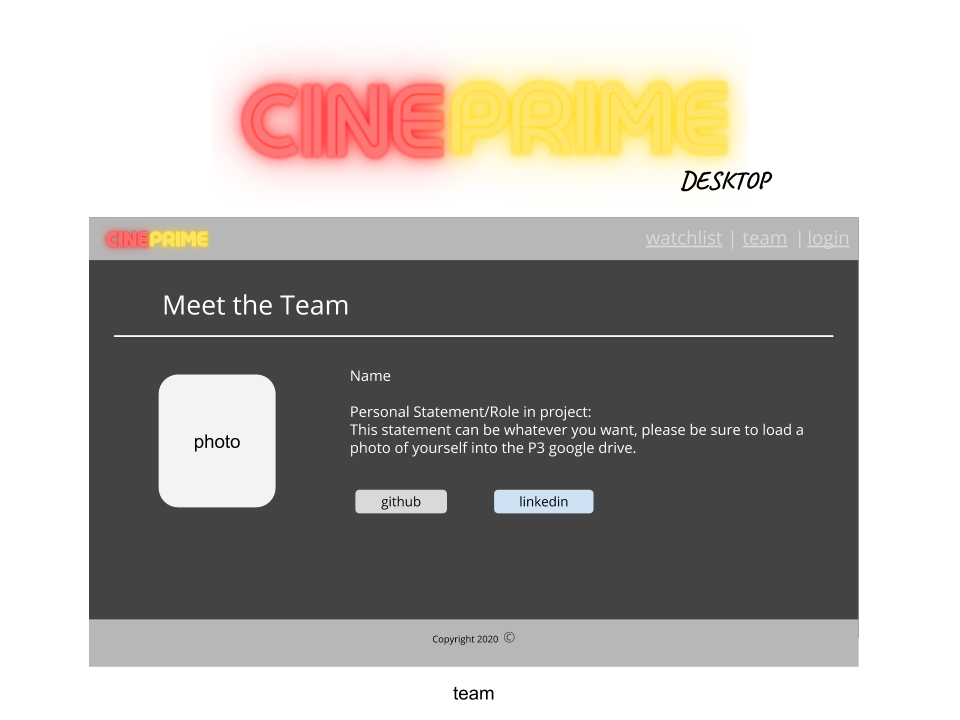 CINEPRIME
DESKTOP
CINEPRIME
watchlist | team | login
Meet the Team
Name
photo
Personal Statement/Role in project:
This statement can be whatever you want, please be sure to load a
photo of yourself into the P3 google drive.
github
linkedin
Copyright 2020 ©
team